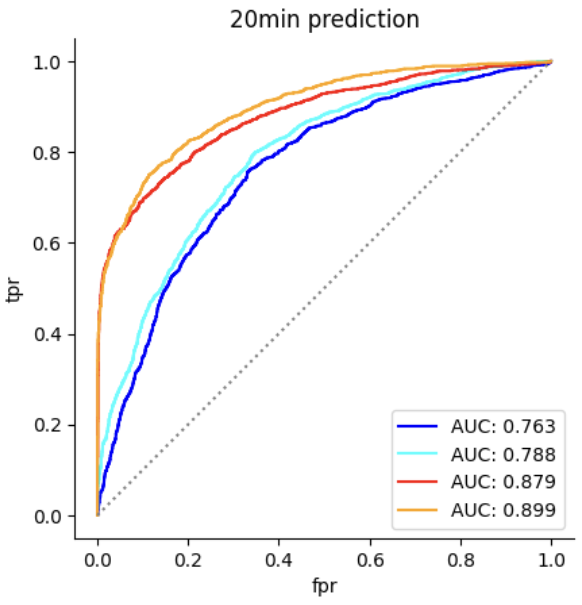 20min prediction
tpr
1.0
0.8
0.6
0.4
0.2
0.0
AUC: 0.763
AUC: 0.788
AUC: 0.879
AUC: 0.899
0.0 0.2 0.4 0.6 0.8 1.0
fpr